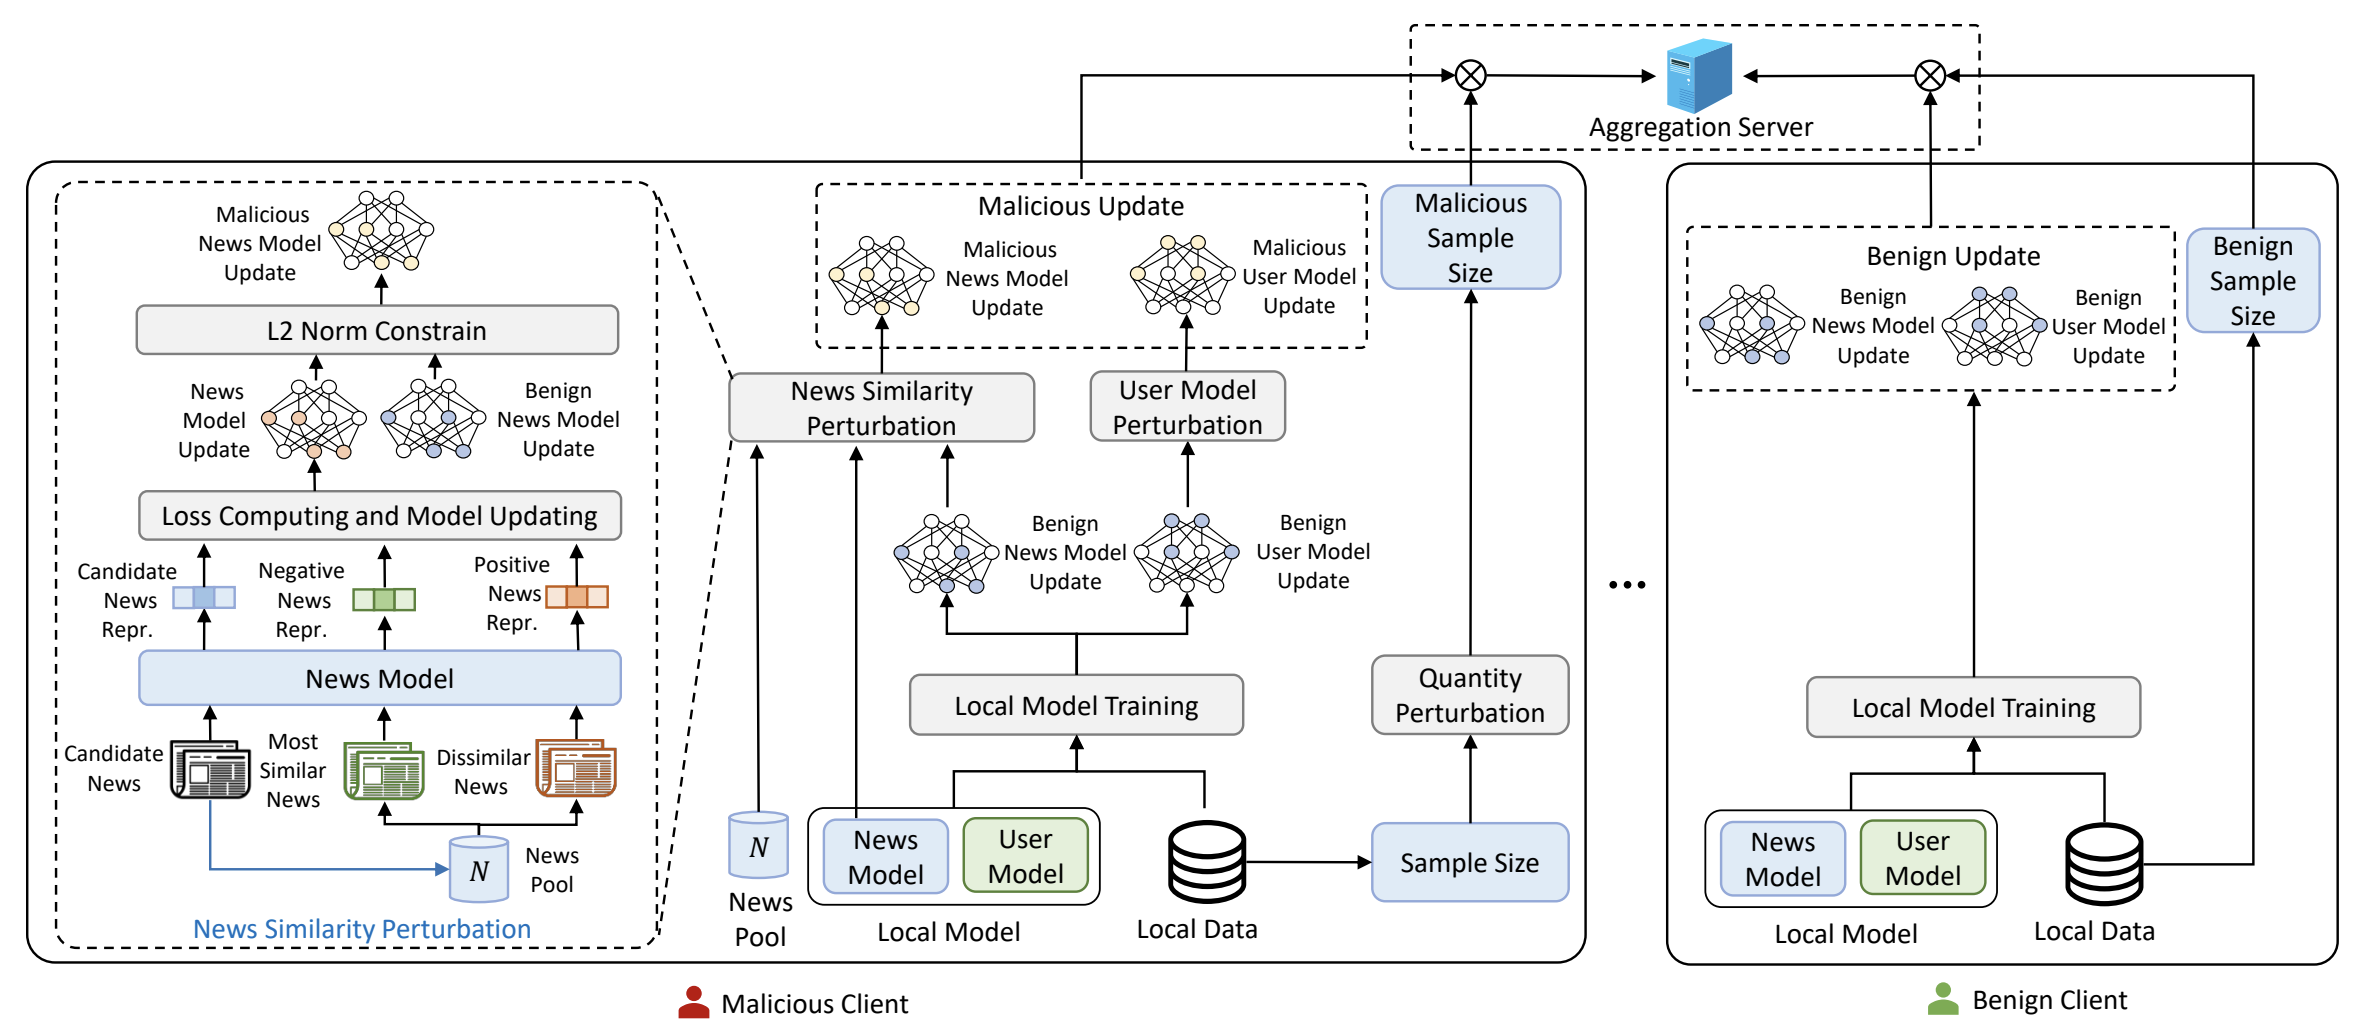 Aggregation Server
Malicious
News Model
Update
L2 Norm Constrain
News
Model
Update
Benign
News Model
Update
Loss Computing and Model Updating
Candidate
News
Repr.
Negative
News
Repr.
Positive
News
Repr.
News Model
Candidate
News
Most
Similar
News
Dissimilar
News
N
News
Pool
News Similarity Perturbation
Malicious Update
Malicious
News Model
Update
Malicious
User Model
Update
Malicious
Sample
Size
News Similarity
Perturbation
User Model
Perturbation
Benign
News Model
Update
Benign
User Model
Update
Local Model Training
Quantity
Perturbation
N
News
Pool
News
Model
User
Model
Local Model
Local Data
Sample Size
...
Benign Update
Benign
News Model
Update
Benign
User Model
Update
Benign
Sample
Size
Local Model Training
News
Model
User
Model
Local Model
Local Data
Malicious Client
Benign Client